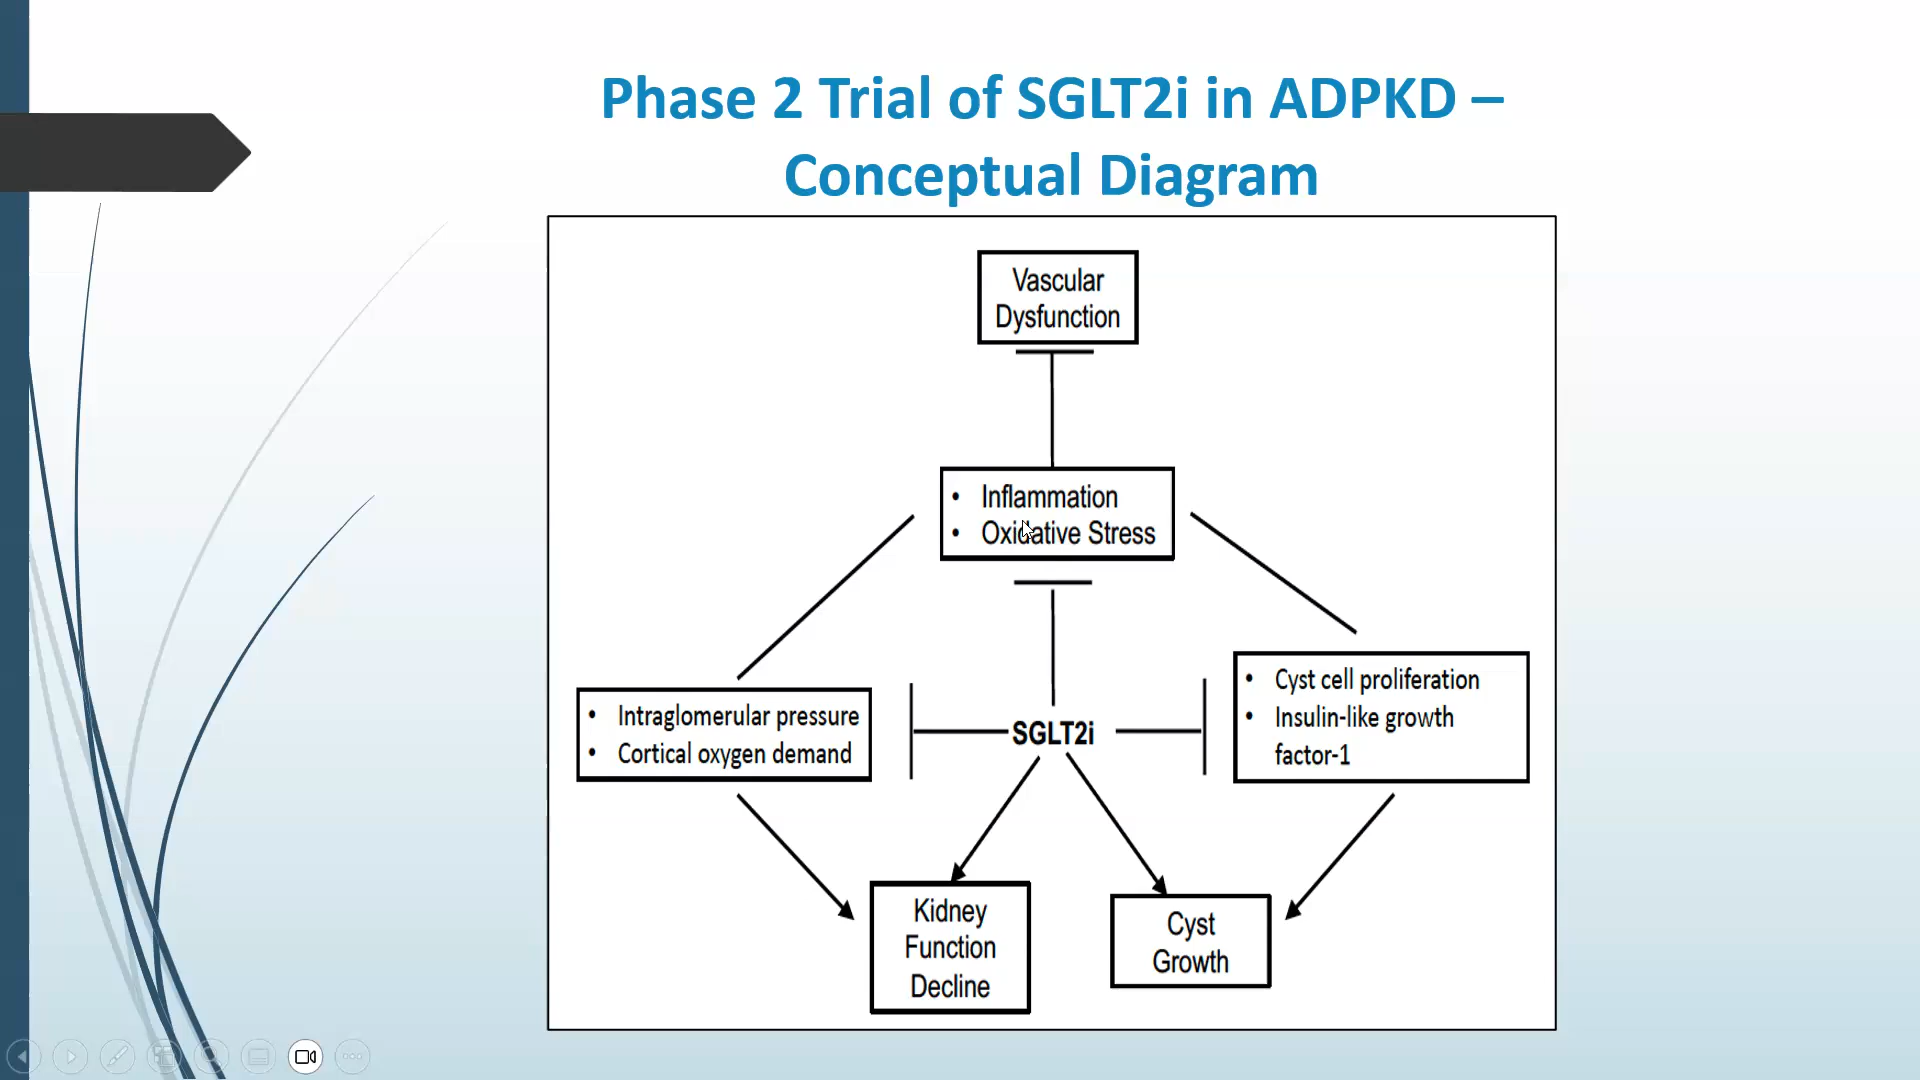 Phase 2 Trial of SGLT2i in ADPKD –
Conceptual Diagram
Vascular
Dysfunction
• Inflammation
• Oxidative Stress
• Intraglomerular pressure
• Cortical oxygen demand
SGLT2i
• Cyst cell proliferation
• Insulin-like growth
factor-1
Kidney
Function
Decline
Cyst
Growth